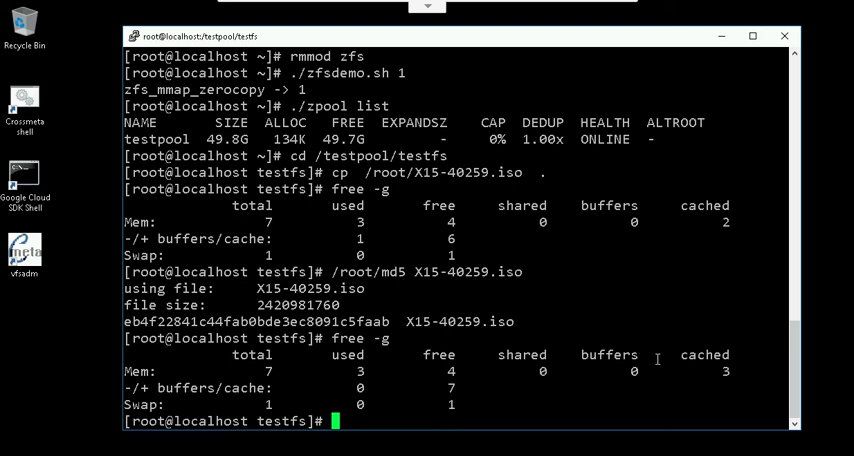 Recycle Bin
Crossmeta
shell
Google Cloud
SDK Shell
meta
vfsadm
root@localhost:/testpool/testfs
[root@localhost ~]# rmmod zfs
[root@localhost ~]# ./zfsdemo.sh 1
zfs_mmap_zerocopy -> 1
[root@localhost ~]# ./zpool list
NAME SIZE ALLOC FREE EXPANDSZ CAP DEDUP HEALTH ALTROOT
testpool 49.8G 134K 49.7G - 0% 1.00x ONLINE -
[root@localhost ~]# cd /testpool/testfs
[root@localhost testfs]# cp /root/X15-40259.iso .
[root@localhost testfs]# free -g
total used free shared buffers cached
Mem: 7 3 4 0 0 2
-/+ buffers/cache: 1 6
Swap: 1 0 1
[root@localhost testfs]# /root/md5 X15-40259.iso
using file: X15-40259.iso
file size: 2420981760
eb4f22841c44fab0bde3ec8091c5faab X15-40259.iso
[root@localhost testfs]# free -g
total used free shared buffers cached
Mem: 7 3 4 0 0 3
-/+ buffers/cache: 0 7
Swap: 1 0 1
[root@localhost testfs]#